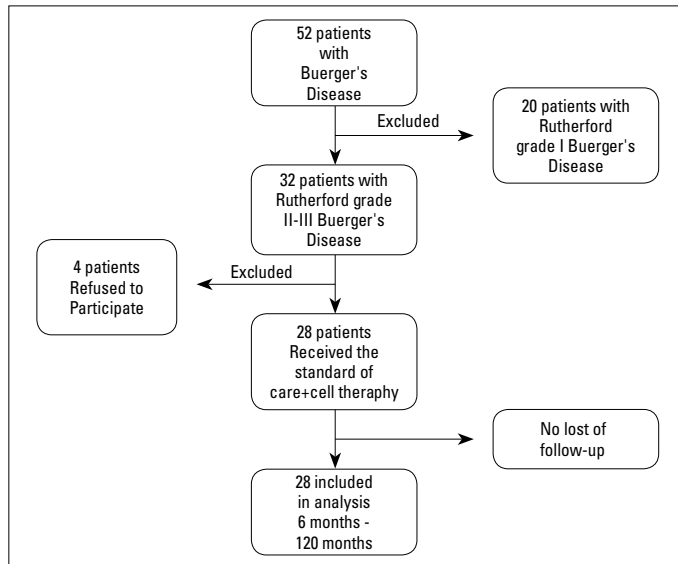 52 patients
with
Buerger's
Disease
Excluded
20 patients with
Rutherford
grade I Buerger's
Disease
32 patients with
Rutherford grade
II-III Buerger's
Disease
4 patients
Refused to
Participate
Excluded
28 patients
Received the
standard of
care+cell theraphy
No lost of
follow-up
28 included
in analysis
6 months -
120 months